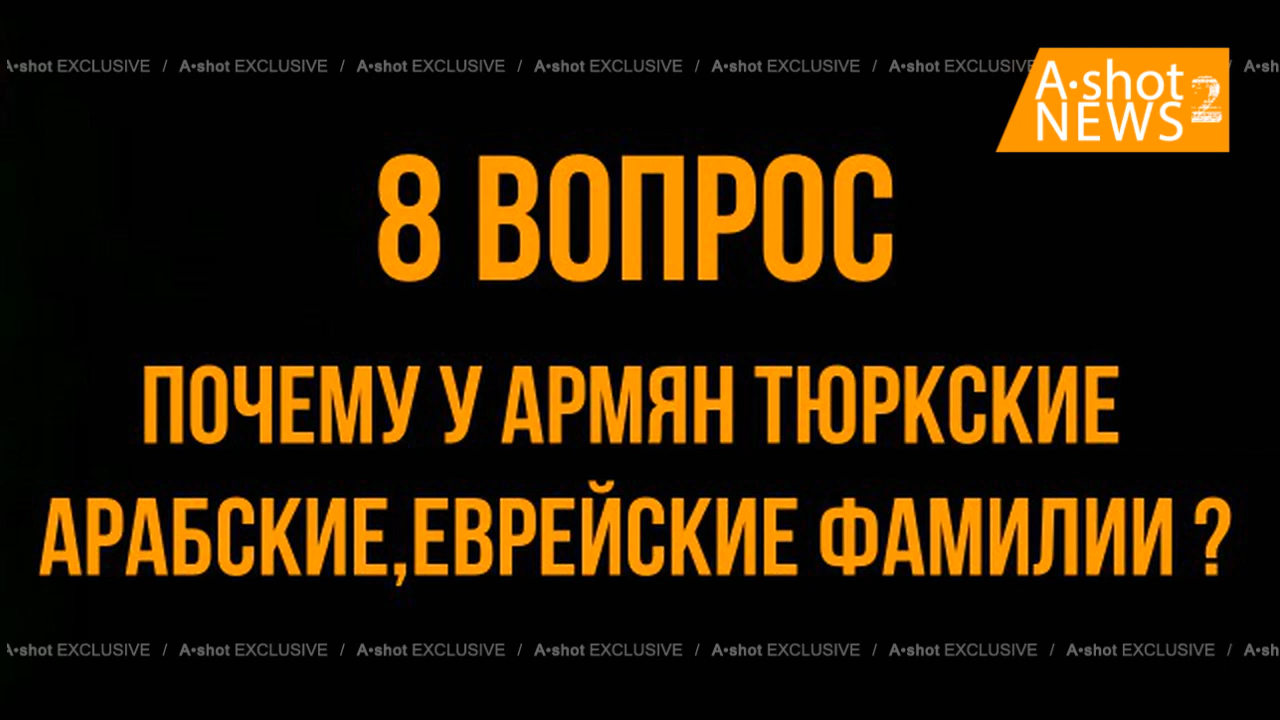 A•shot EXCLUSIVE / A•shot EXCLUSIVE / A•shot EXCLUSIVE / A•shot EXCLUSIVE / A•shot EXCLUSIVE / A•shot EXCLUSIVE
A•shot
NEWS 2
8 ВОПРОС
ПОЧЕМУ У АРМЯН ТЮРКСКИЕ
АРАБСКИЕ,ЕВРЕЙСКИЕ ФАМИЛИИ ?
A•shot EXCLUSIVE / A•shot EXCLUSIVE / A•shot EXCLUSIVE / A•shot EXCLUSIVE / A•shot EXCLUSIVE / A•shot EXCLUSIVE / A•shot EXCLUSIVE /